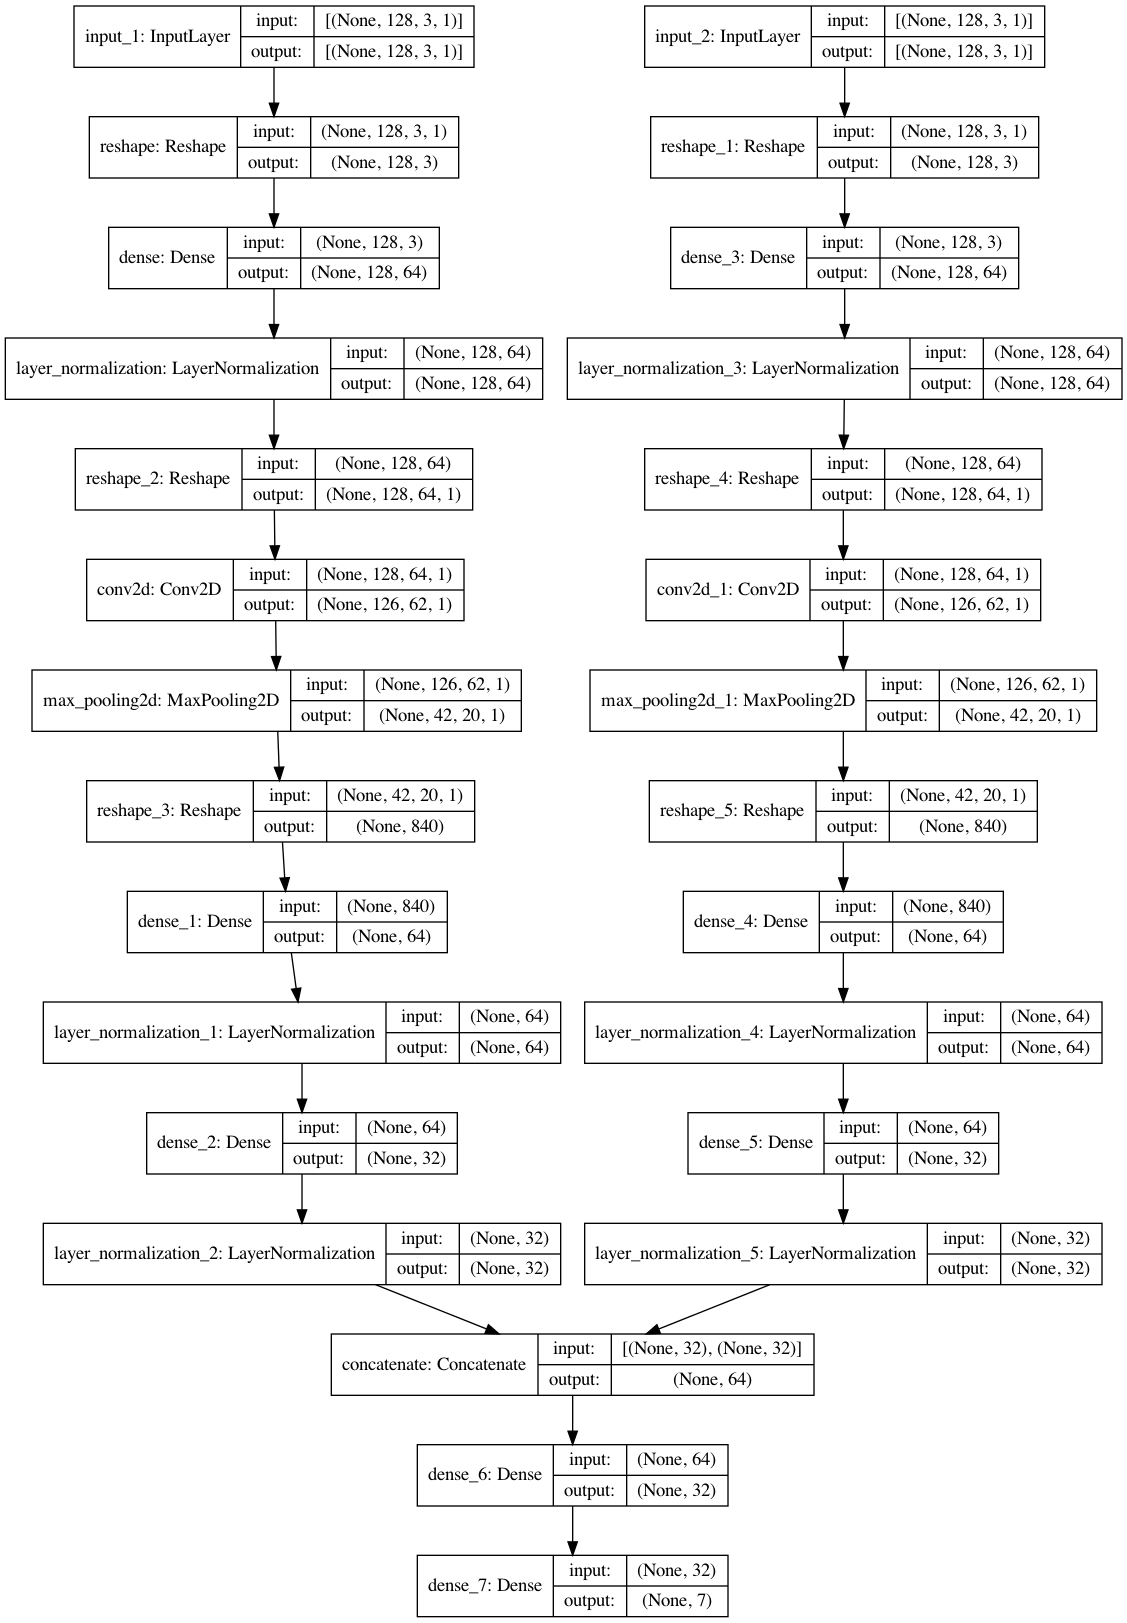 input_1: InputLayer
input: [(None, 128, 3, 1)]
output: [(None, 128, 3, 1)]
input_2: InputLayer
input: [(None, 128, 3, 1)]
output: [(None, 128, 3, 1)]
reshape: Reshape
input: (None, 128, 3, 1)
output: (None, 128, 3)
reshape_1: Reshape
input: (None, 128, 3, 1)
output: (None, 128, 3)
dense: Dense
input: (None, 128, 3)
output: (None, 128, 64)
dense_3: Dense
input: (None, 128, 3)
output: (None, 128, 64)
layer_normalization: LayerNormalization
input: (None, 128, 64)
output: (None, 128, 64)
layer_normalization_3: LayerNormalization
input: (None, 128, 64)
output: (None, 128, 64)
reshape_2: Reshape
input: (None, 128, 64)
output: (None, 128, 64, 1)
reshape_4: Reshape
input: (None, 128, 64)
output: (None, 128, 64, 1)
conv2d: Conv2D
input: (None, 128, 64, 1)
output: (None, 126, 62, 1)
conv2d_1: Conv2D
input: (None, 128, 64, 1)
output: (None, 126, 62, 1)
max_pooling2d: MaxPooling2D
input: (None, 126, 62, 1)
output: (None, 42, 20, 1)
max_pooling2d_1: MaxPooling2D
input: (None, 126, 62, 1)
output: (None, 42, 20, 1)
reshape_3: Reshape
input: (None, 42, 20, 1)
output: (None, 840)
reshape_5: Reshape
input: (None, 42, 20, 1)
output: (None, 840)
dense_1: Dense
input: (None, 840)
output: (None, 64)
dense_4: Dense
input: (None, 840)
output: (None, 64)
layer_normalization_1: LayerNormalization
input: (None, 64)
output: (None, 64)
layer_normalization_4: LayerNormalization
input: (None, 64)
output: (None, 64)
dense_2: Dense
input: (None, 64)
output: (None, 32)
dense_5: Dense
input: (None, 64)
output: (None, 32)
layer_normalization_2: LayerNormalization
input: (None, 32)
output: (None, 32)
layer_normalization_5: LayerNormalization
input: (None, 32)
output: (None, 32)
concatenate: Concatenate
input: [(None, 32), (None, 32)]
output: (None, 64)
dense_6: Dense
input: (None, 64)
output: (None, 32)
dense_7: Dense
input: (None, 32)
output: (None, 7)